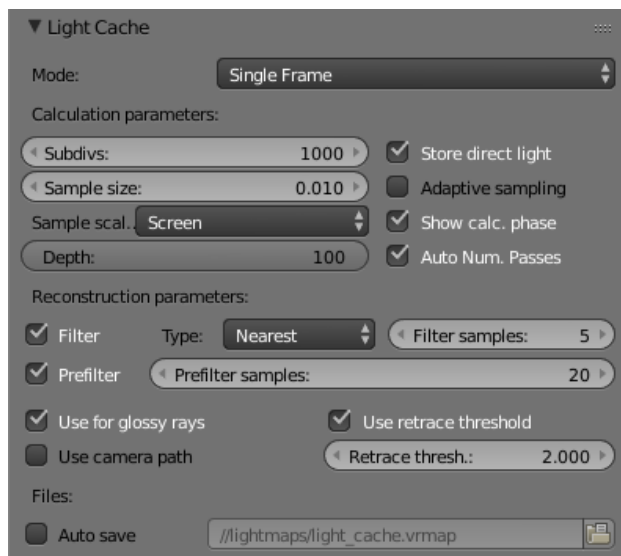 Light Cache
Mode: Single Frame
Calculation parameters:
Subdivs: 1000 Store direct light
Sample size: 0.010 Adaptive sampling
Sample scal.. Screen Show calc. phase
Depth: 100 Auto Num. Passes
Reconstruction parameters:
Filter Type: Nearest Filter samples: 5
Prefilter Prefilter samples: 20
Use for glossy rays Use retrace threshold
Use camera path Retrace thresh.: 2.000
Files:
Auto save //lightmaps/light_cache.vrmap